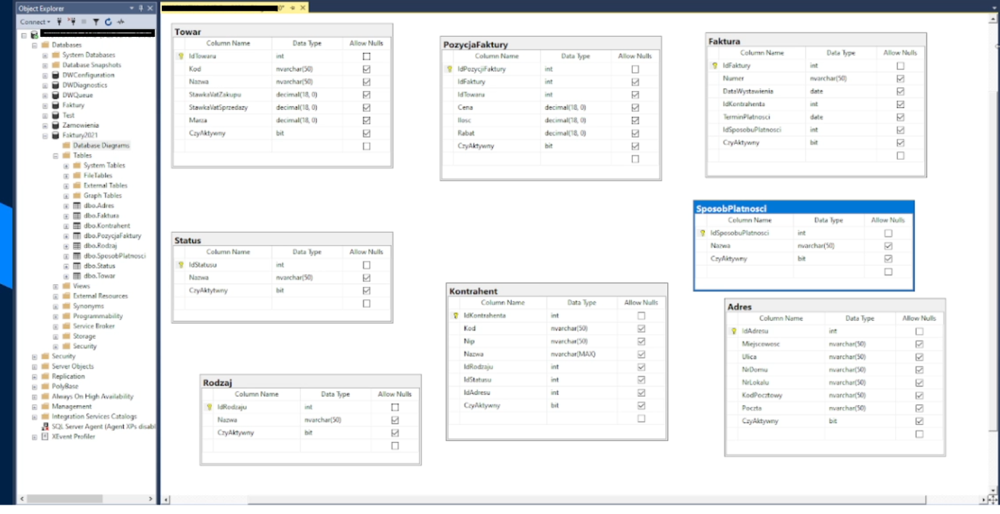 Object Explorer
Connect
Databases
System Databases
Database Snapshots
DWConfiguration
DWDiagnostics
DWQueue
Faktury
Test
Zamowienia
Faktury2021
Database Diagrams
Tables
System Tables
FileTables
External Tables
Graph Tables
dbo.Adres
dbo.Faktura
dbo.Kontrahent
dbo.PozycjaFaktury
dbo.Rodzaj
dbo.SposobPlatnosci
dbo.Status
dbo.Towar
Views
External Resources
Synonyms
Programmability
Service Broker
Storage
Security
Security
Server Objects
Replication
PolyBase
Always On High Availability
Management
Integration Services Catalogs
SQL Server Agent (Agent XPs disabl
XEvent Profiler
Towar
Column Name Data Type Allow Nulls
IdTowaru int
Kod nvarchar(50)
Nazwa nvarchar(50)
StawkaVatZakupu decimal(18, 0)
StawkaVatSprzedazy decimal(18, 0)
Marza decimal(18, 0)
CzyAktywny bit
PozycjaFaktury
Column Name Data Type Allow Nulls
IdPozycjiFaktury int
IdFaktury int
IdTowaru int
Cena decimal(18, 0)
Ilosc decimal(18, 0)
Rabat decimal(18, 0)
CzyAktywny bit
Faktura
Column Name Data Type Allow Nulls
IdFaktury int
Numer nvarchar(50)
DataWystawienia date
IdKontrahenta int
TerminPlatnosci date
IdSposobuPlatnosci int
CzyAktywny bit
SposobPlatnosci
Column Name Data Type Allow Nulls
IdSposobuPlatnosci int
Nazwa nvarchar(50)
CzyAktywny bit
Status
Column Name Data Type Allow Nulls
IdStatusu int
Nazwa nvarchar(50)
CzyAktytwny bit
Kontrahent
Column Name Data Type Allow Nulls
IdKontrahenta int
Kod nvarchar(50)
Nip nvarchar(50)
Nazwa nvarchar(MAX)
IdRodzaju int
IdStatusu int
IdAdresu int
CzyAktywny bit
Adres
Column Name Data Type Allow Nulls
IdAdresu int
Miejscowosc nvarchar(50)
Ulica nvarchar(50)
NrDomu nvarchar(50)
NrLokalu nvarchar(50)
KodPocztowy nvarchar(50)
Poczta nvarchar(50)
CzyAktywny bit
Rodzaj
Column Name Data Type Allow Nulls
IdRodzaju int
Nazwa nvarchar(50)
CzyAktywny bit